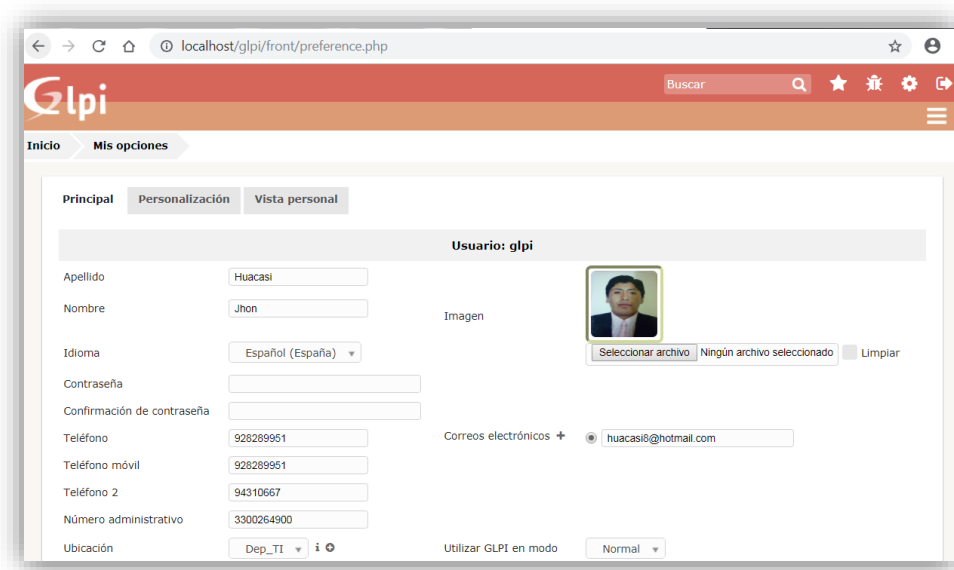 localhost/glpi/front/preference.php
Glpi
Buscar
Inicio Mis opciones
Principal Personalización Vista personal
Usuario: glpi
Apellido Huacasi
Nombre Jhon
Imagen
Idioma Español (España)
Seleccionar archivo Ningún archivo seleccionado Limpiar
Contraseña
Confirmación de contraseña
Teléfono 928289951
Correos electrónicos + huacasi8@hotmail.com
Teléfono móvil 928289951
Teléfono 2 94310667
Número administrativo 3300264900
Ubicación Dep_TI Utilizar GLPI en modo Normal